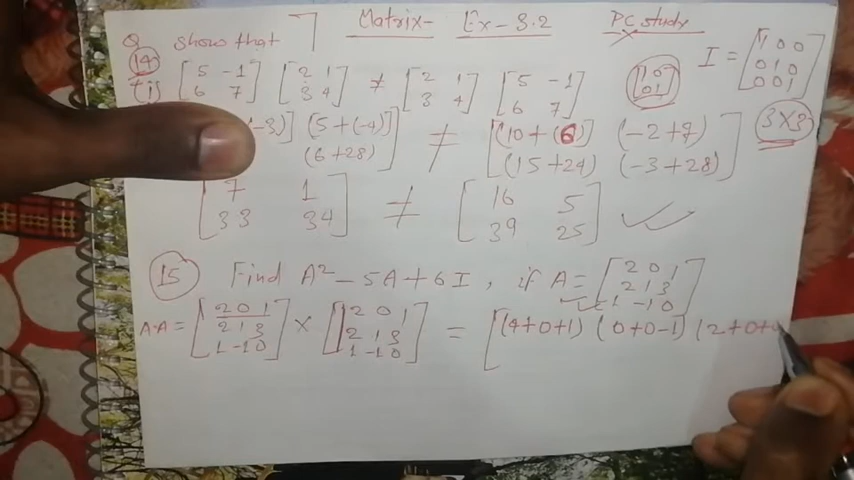 Matrix- Ex-3.2 PC study
Q show that
I = [1 0 0
0 1 0
0 0 1]
(14) (i) [5 -1
6 7] [2 1
3 4] ≠ [2 1
3 4] [5 -1
6 7]
[1 0
0 1]
3x3
-3)] (5+(-4)] ≠ [(10+(6)] (-2+7)
(6+28)] (15+24) (-3+28)]
[7 1
33 34] ≠ [16 5
39 25]
(15) Find A² - 5A + 6I, if A = [2 0 1
2 1 3
1 -1 0]
A·A = [2 0 1
2 1 3
1 -1 0] × [2 0 1
2 1 3
1 -1 0] = [(4+0+1) (0+0-1) (2+0+